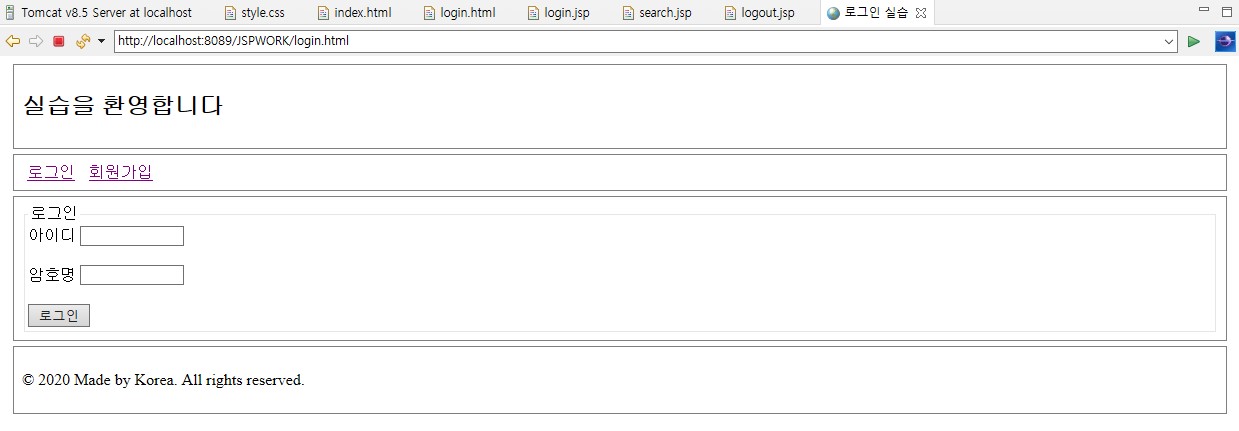 Tomcat v8.5 Server at localhost style.css index.html login.html login.jsp search.jsp logout.jsp 로그인 실습
http://localhost:8089/JSPWORK/login.html
실습을 환영합니다
로그인 회원가입
로그인
아이디
암호명
로그인
© 2020 Made by Korea. All rights reserved.